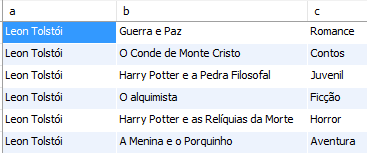 a b c
Leon Tolstói Guerra e Paz Romance
Leon Tolstói O Conde de Monte Cristo Contos
Leon Tolstói Harry Potter e a Pedra Filosofal Juvenil
Leon Tolstói O alquimista Ficção
Leon Tolstói Harry Potter e as Relíquias da Morte Horror
Leon Tolstói A Menina e o Porquinho Aventura